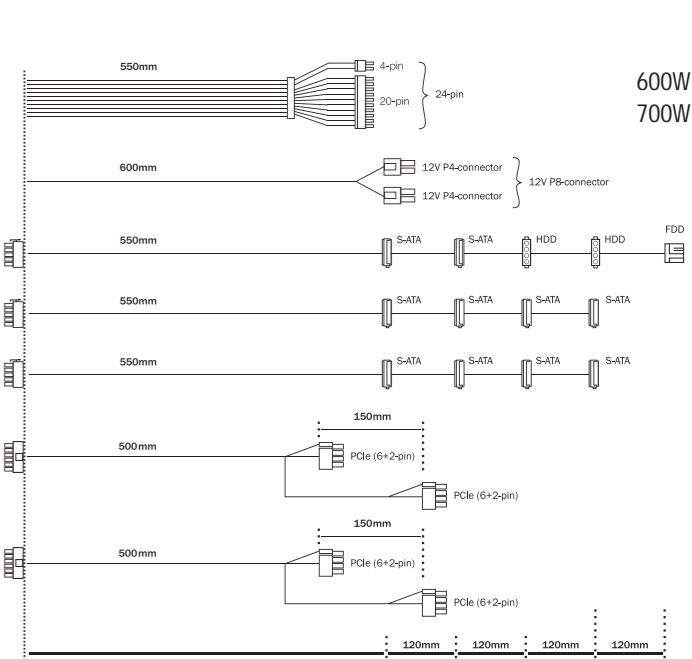 550mm
4-pin
20-pin
24-pin
600W
700W
600mm
12V P4-connector
12V P4-connector
12V P8-connector
550mm
S-ATA
S-ATA
HDD
HDD
FDD
550mm
S-ATA
S-ATA
S-ATA
S-ATA
550mm
S-ATA
S-ATA
S-ATA
S-ATA
150mm
500mm
PCIe (6+2-pin)
PCIe (6+2-pin)
150mm
500mm
PCIe (6+2-pin)
PCIe (6+2-pin)
120mm
120mm
120mm
120mm